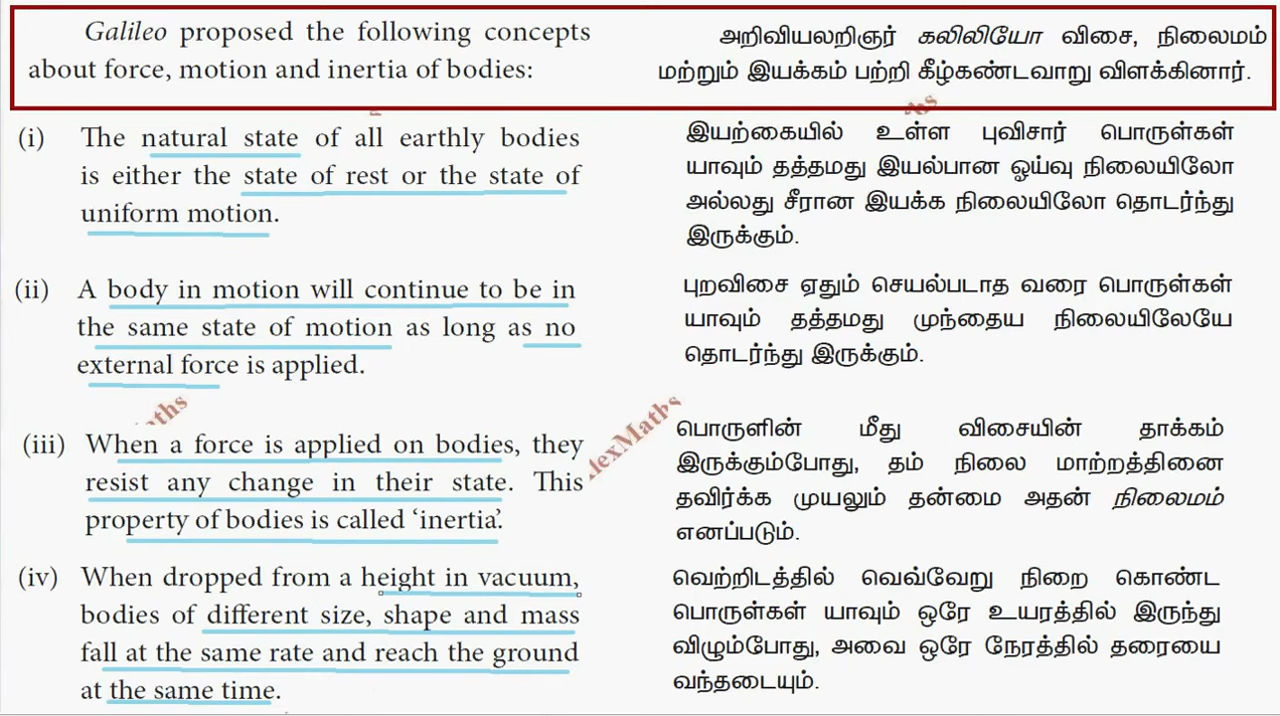 Galileo proposed the following concepts
about force, motion and inertia of bodies:
அறிவியலறிஞர் கலிலியோ விசை, நிலைமம்
மற்றும் இயக்கம் பற்றி கீழ்கண்டவாறு விளக்கினார்.
(i) The natural state of all earthly bodies
is either the state of rest or the state of
uniform motion.
இயற்கையில் உள்ள புவிசார் பொருள்கள்
யாவும் தத்தமது இயல்பான ஓய்வு நிலையிலோ
அல்லது சீரான இயக்க நிலையிலோ தொடர்ந்து
இருக்கும்.
(ii) A body in motion will continue to be in
the same state of motion as long as no
external force is applied.
புறவிசை ஏதும் செயல்படாத வரை பொருள்கள்
யாவும் தத்தமது முந்தைய நிலையிலேயே
தொடர்ந்து இருக்கும்.
(iii) When a force is applied on bodies, they
resist any change in their state. This
property of bodies is called ‘inertia’.
பொருளின் மீது விசையின் தாக்கம்
இருக்கும்போது, தம் நிலை மாற்றத்தினை
தவிர்க்க முயலும் தன்மை அதன் நிலைமம்
எனப்படும்.
(iv) When dropped from a height in vacuum,
bodies of different size, shape and mass
fall at the same rate and reach the ground
at the same time.
வெற்றிடத்தில் வெவ்வேறு நிறை கொண்ட
பொருள்கள் யாவும் ஒரே உயரத்தில் இருந்து
விழும்போது, அவை ஒரே நேரத்தில் தரையை
வந்தடையும்.